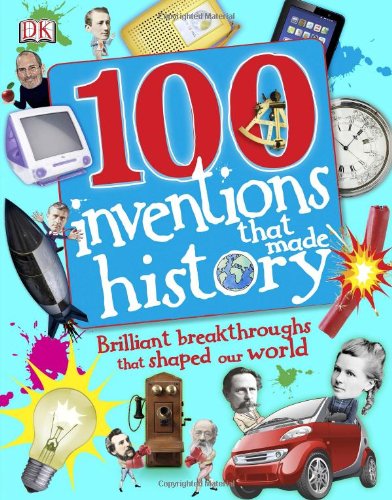 DK
100
inventions
that
made
history
Brilliant breakthroughs
that shaped our world